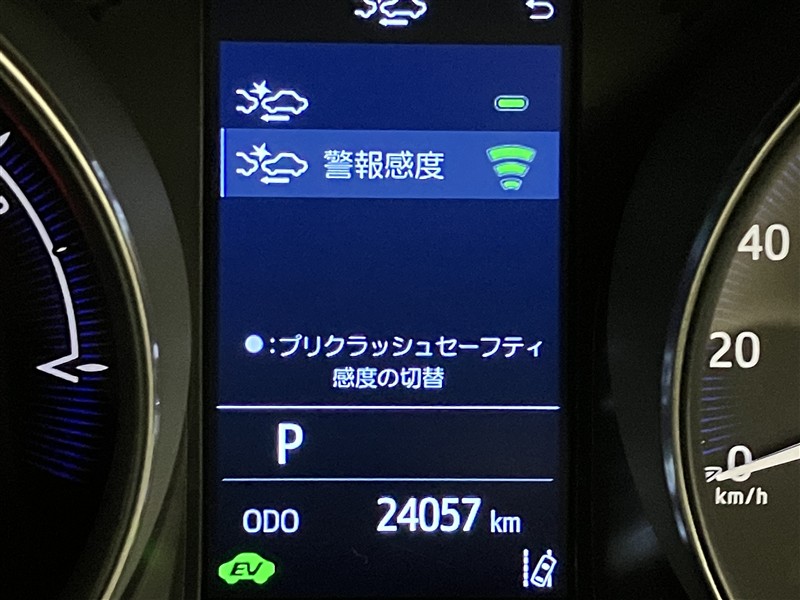 警報感度
40
●:プリクラッシュセーフティ
20
感度の切替
P
0
km/h
ODO 24057 km
EV